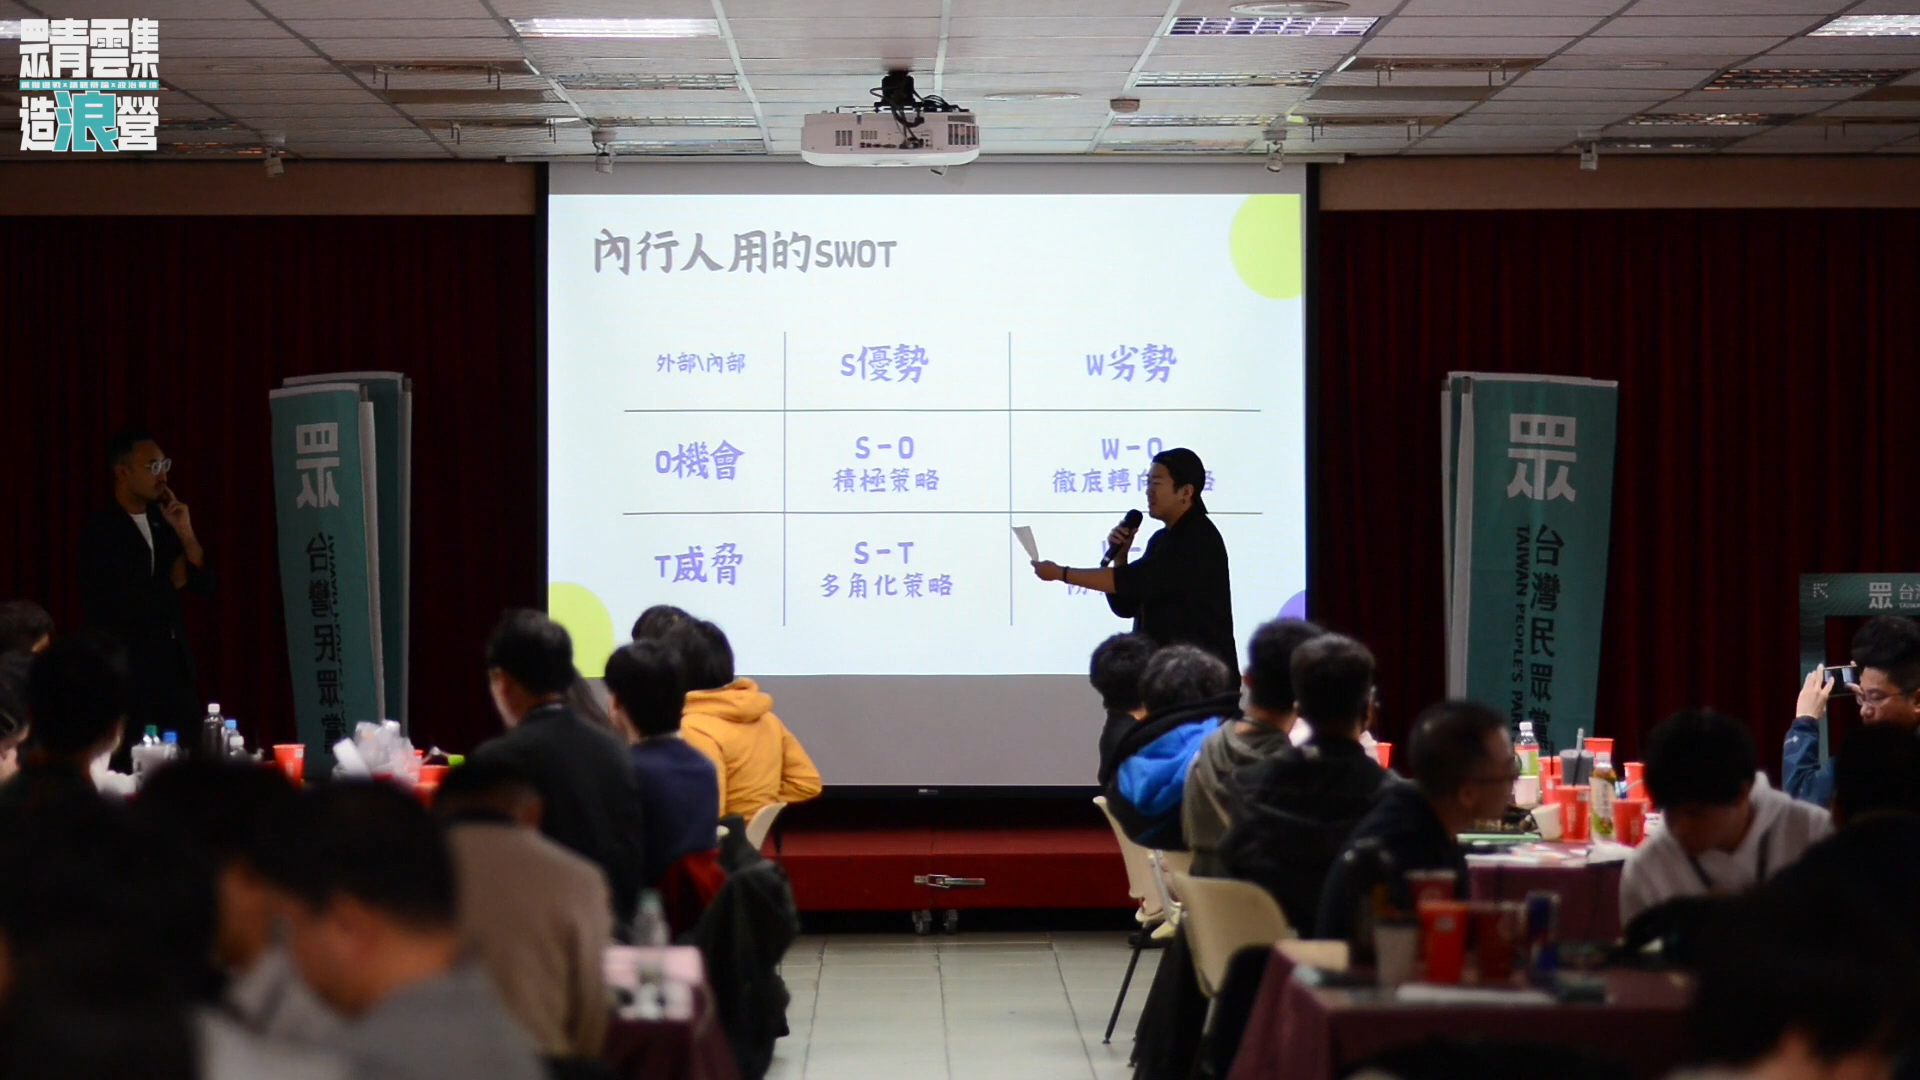 眾青雲集
造浪營
內行人用的SWOT
外部\內部
S優勢
W劣勢
O機會
S-O
積極策略
W-O
徹底轉向
T威脅
S-T
多角化策略
眾
台灣民眾黨
眾
台灣民眾黨
TAIWAN PEOPLE'S
眾 台灣